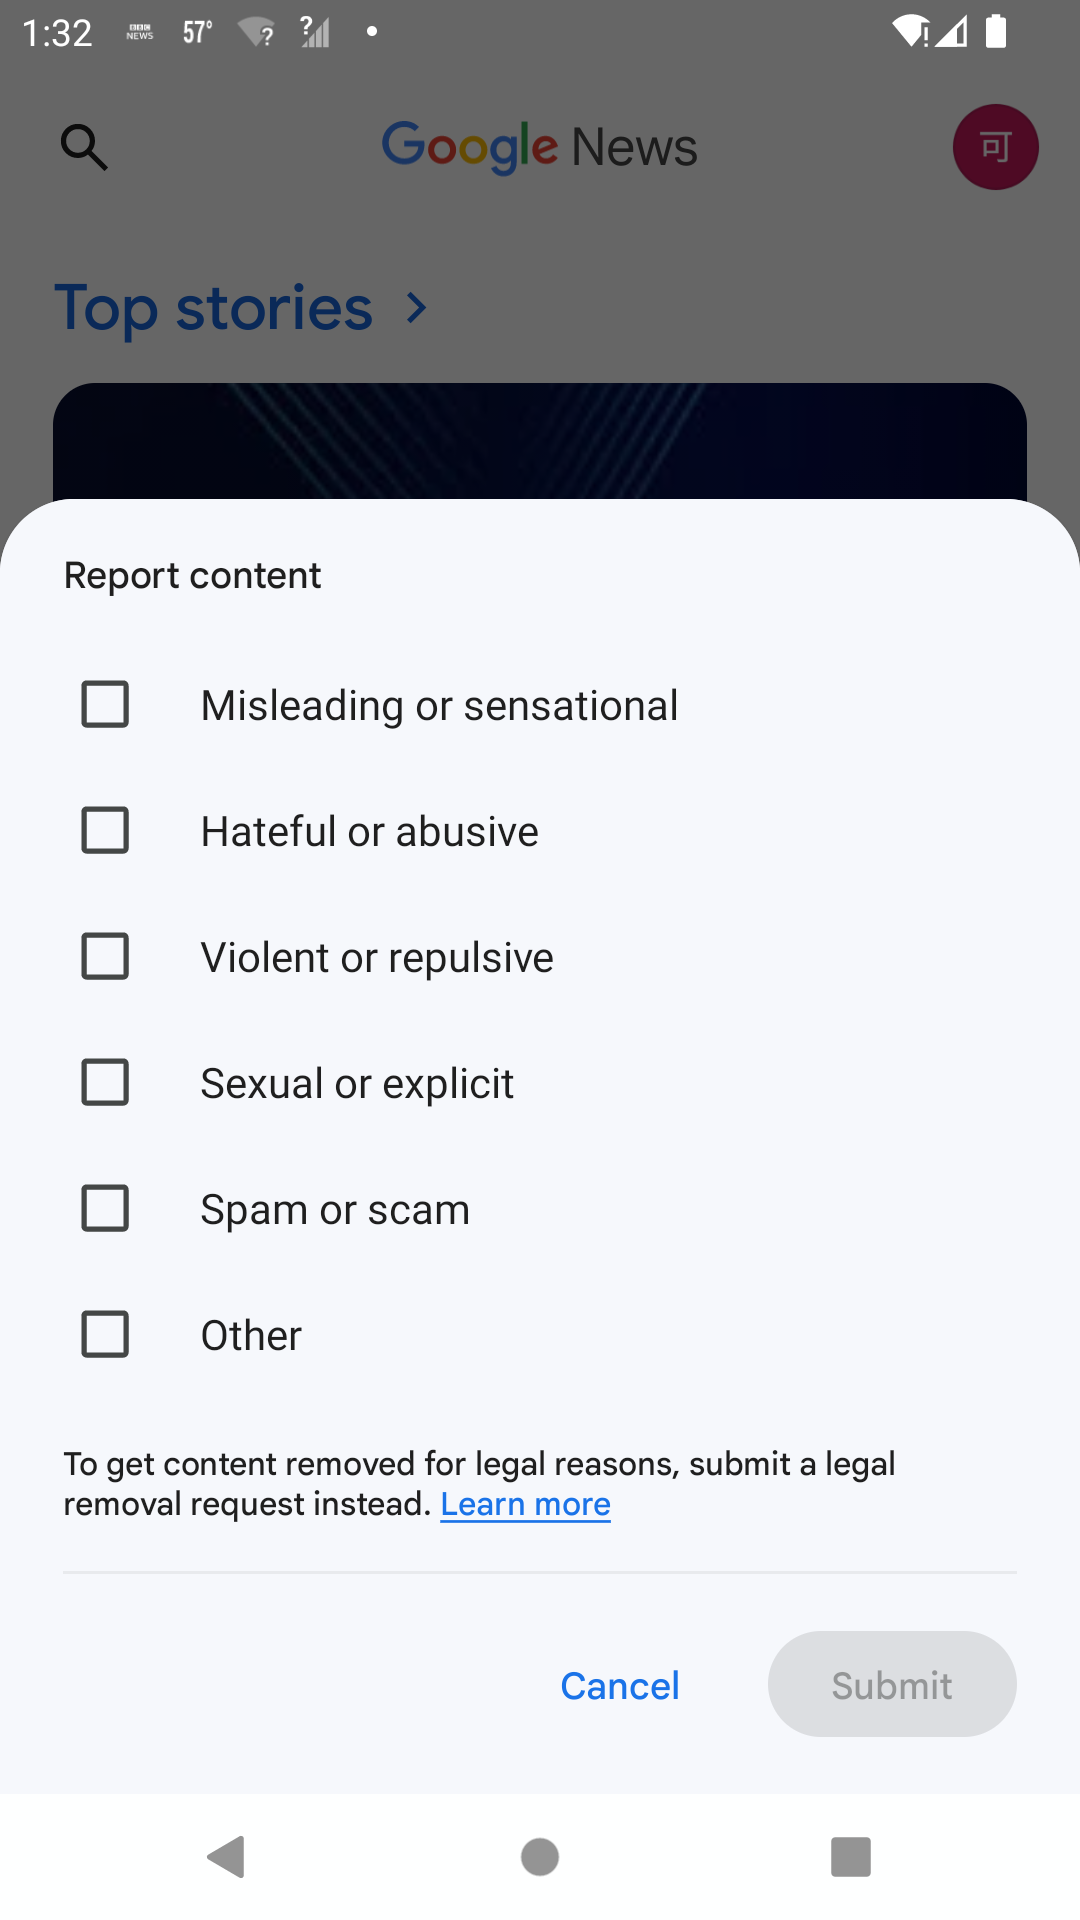 1:32 BBC NEWS 57°
Google News 可
Top stories
Report content
Misleading or sensational
Hateful or abusive
Violent or repulsive
Sexual or explicit
Spam or scam
Other
To get content removed for legal reasons, submit a legal
removal request instead. Learn more
Cancel Submit